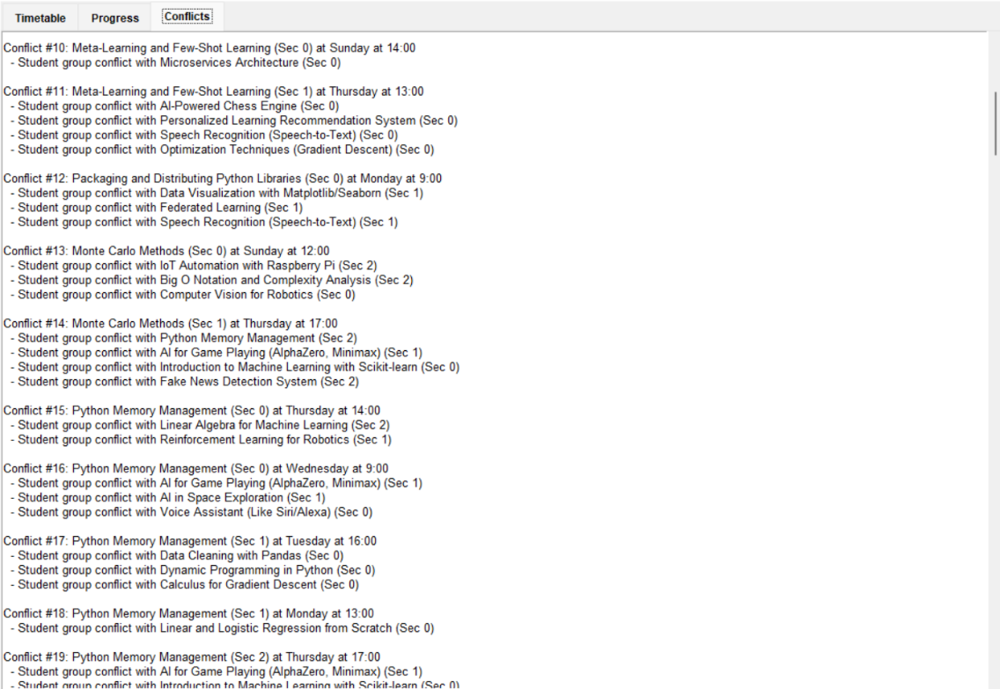 Timetable
Progress
Conflicts
Conflict #10: Meta-Learning and Few-Shot Learning (Sec 0) at Sunday at 14:00
- Student group conflict with Microservices Architecture (Sec 0)
Conflict #11: Meta-Learning and Few-Shot Learning (Sec 1) at Thursday at 13:00
- Student group conflict with AI-Powered Chess Engine (Sec 0)
- Student group conflict with Personalized Learning Recommendation System (Sec 0)
- Student group conflict with Speech Recognition (Speech-to-Text) (Sec 0)
- Student group conflict with Optimization Techniques (Gradient Descent) (Sec 0)
Conflict #12: Packaging and Distributing Python Libraries (Sec 0) at Monday at 9:00
- Student group conflict with Data Visualization with Matplotlib/Seaborn (Sec 1)
- Student group conflict with Federated Learning (Sec 1)
- Student group conflict with Speech Recognition (Speech-to-Text) (Sec 1)
Conflict #13: Monte Carlo Methods (Sec 0) at Sunday at 12:00
- Student group conflict with IoT Automation with Raspberry Pi (Sec 2)
- Student group conflict with Big O Notation and Complexity Analysis (Sec 2)
- Student group conflict with Computer Vision for Robotics (Sec 0)
Conflict #14: Monte Carlo Methods (Sec 1) at Thursday at 17:00
- Student group conflict with Python Memory Management (Sec 2)
- Student group conflict with AI for Game Playing (AlphaZero, Minimax) (Sec 1)
- Student group conflict with Introduction to Machine Learning with Scikit-learn (Sec 0)
- Student group conflict with Fake News Detection System (Sec 2)
Conflict #15: Python Memory Management (Sec 0) at Thursday at 14:00
- Student group conflict with Linear Algebra for Machine Learning (Sec 2)
- Student group conflict with Reinforcement Learning for Robotics (Sec 1)
Conflict #16: Python Memory Management (Sec 0) at Wednesday at 9:00
- Student group conflict with AI for Game Playing (AlphaZero, Minimax) (Sec 1)
- Student group conflict with AI in Space Exploration (Sec 1)
- Student group conflict with Voice Assistant (Like Siri/Alexa) (Sec 0)
Conflict #17: Python Memory Management (Sec 1) at Tuesday at 16:00
- Student group conflict with Data Cleaning with Pandas (Sec 0)
- Student group conflict with Dynamic Programming in Python (Sec 0)
- Student group conflict with Calculus for Gradient Descent (Sec 0)
Conflict #18: Python Memory Management (Sec 1) at Monday at 13:00
- Student group conflict with Linear and Logistic Regression from Scratch (Sec 0)
Conflict #19: Python Memory Management (Sec 2) at Thursday at 17:00
- Student group conflict with AI for Game Playing (AlphaZero, Minimax) (Sec 1)
- Student group conflict with Introduction to Machine Learning with Scikit-learn (Sec 0)